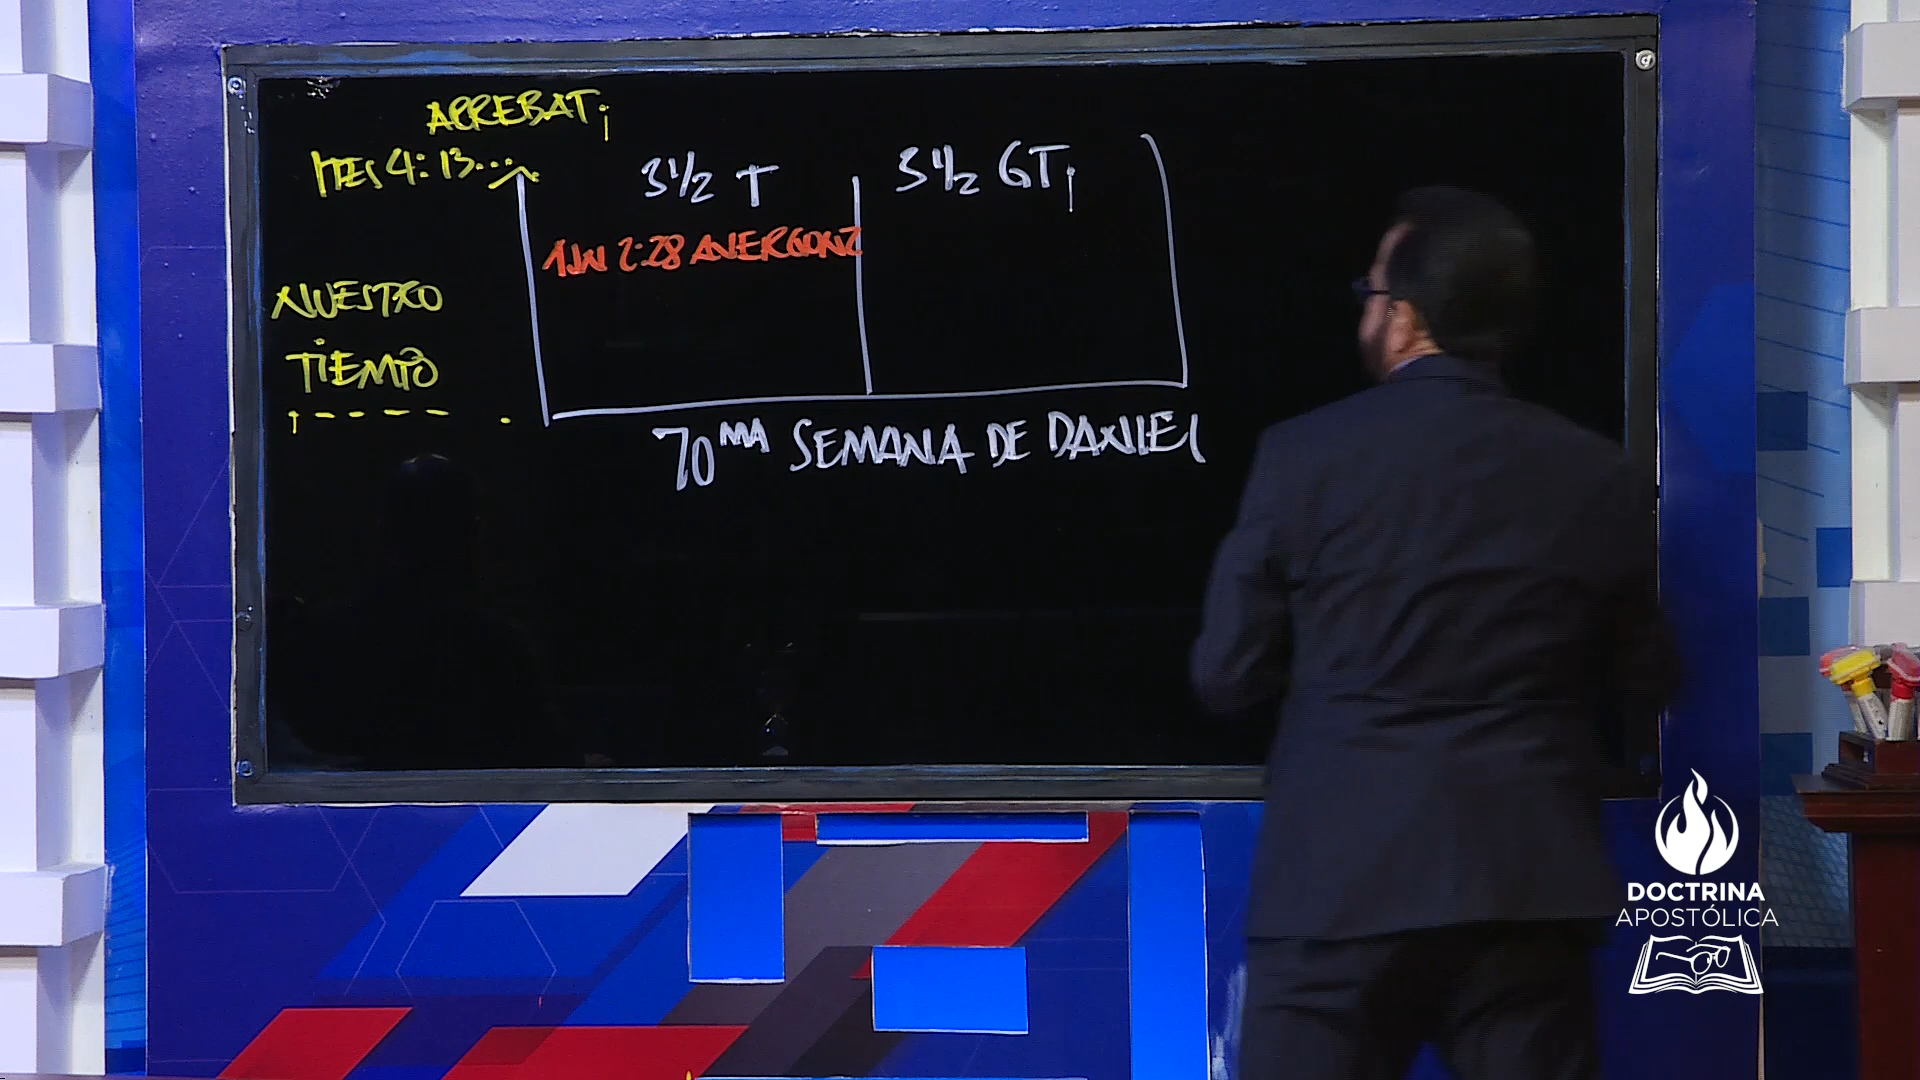 ARREBAT
1TES 4:13...
3½ T
3½ GT
1JN 2:28 AVERGONZ
NUESTRO
TIEMPO
70MA SEMANA DE DANIEL
DOCTRINA
APOSTÓLICA